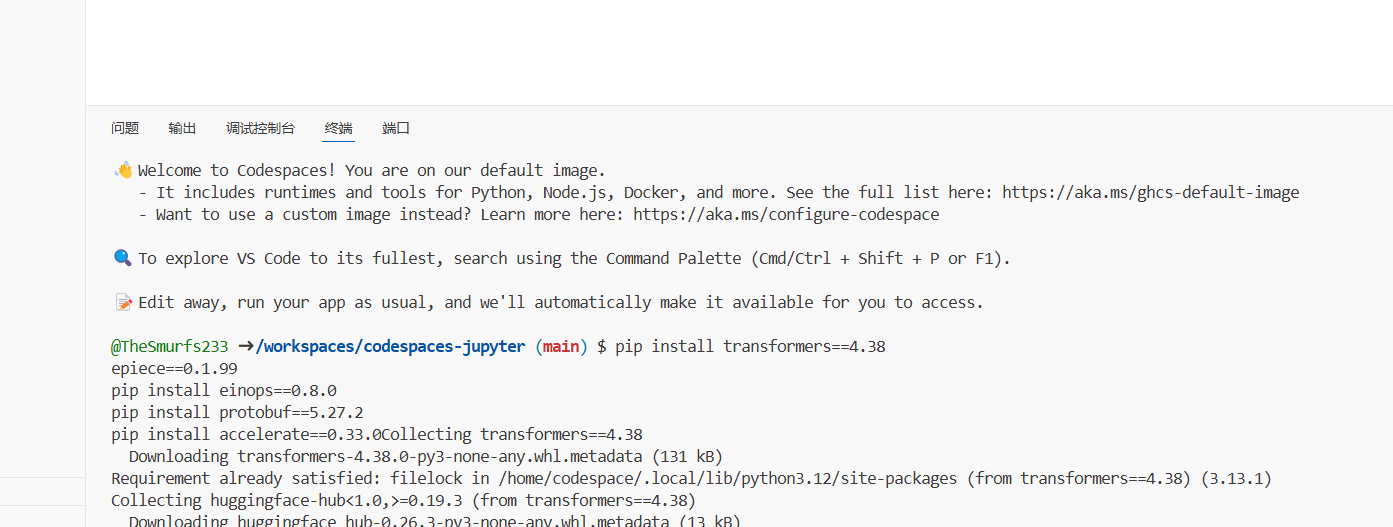 问题 输出 调试控制台 终端 端口
👋 Welcome to Codespaces! You are on our default image.
- It includes runtimes and tools for Python, Node.js, Docker, and more. See the full list here: https://aka.ms/ghcs-default-image
- Want to use a custom image instead? Learn more here: https://aka.ms/configure-codespace
🔍 To explore VS Code to its fullest, search using the Command Palette (Cmd/Ctrl + Shift + P or F1).
📝 Edit away, run your app as usual, and we'll automatically make it available for you to access.
@TheSmurfs233 ➜/workspaces/codespaces-jupyter (main) $ pip install transformers==4.38
epiece==0.1.99
pip install einops==0.8.0
pip install protobuf==5.27.2
pip install accelerate==0.33.0Collecting transformers==4.38
Downloading transformers-4.38.0-py3-none-any.whl.metadata (131 kB)
Requirement already satisfied: filelock in /home/codespace/.local/lib/python3.12/site-packages (from transformers==4.38) (3.13.1)
Collecting huggingface-hub<1.0,>=0.19.3 (from transformers==4.38)
Downloading huggingface_hub-0.26.3-py3-none-any.whl.metadata (13 kB)